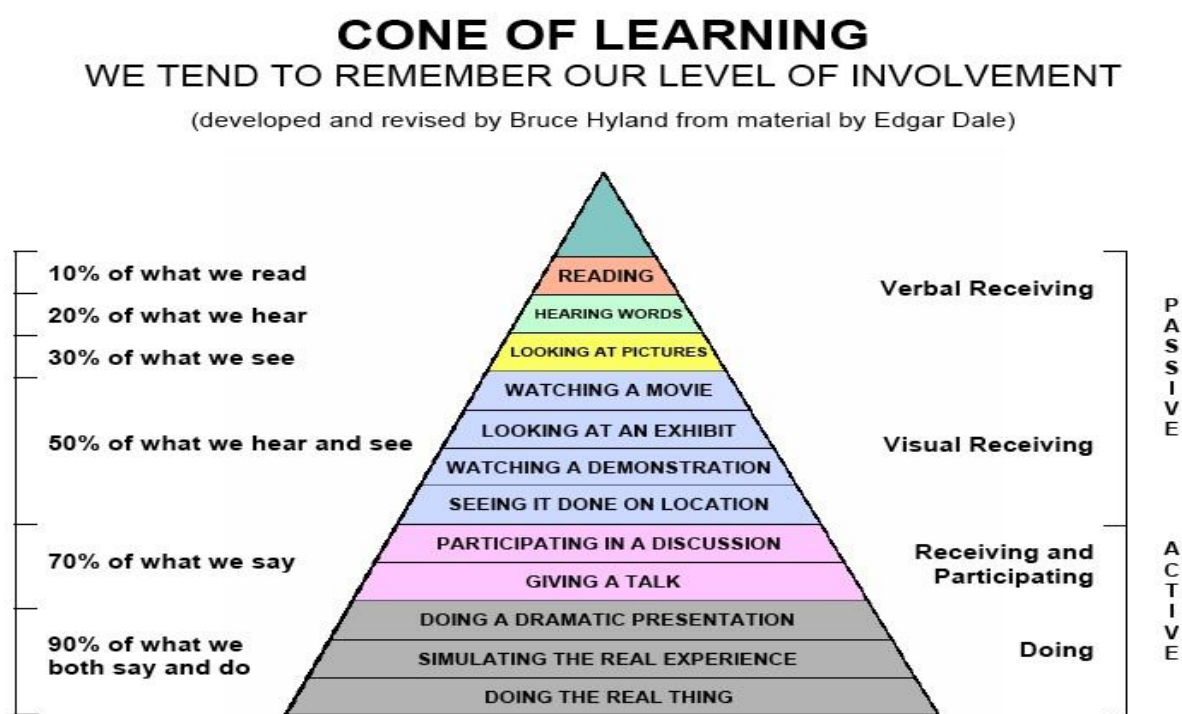 CONE OF LEARNING
WE TEND TO REMEMBER OUR LEVEL OF INVOLVEMENT
(developed and revised by Bruce Hyland from material by Edgar Dale)
10% of what we read
20% of what we hear
30% of what we see
50% of what we hear and see
70% of what we say
90% of what we
both say and do
READING
HEARING WORDS
LOOKING AT PICTURES
WATCHING A MOVIE
LOOKING AT AN EXHIBIT
WATCHING A DEMONSTRATION
SEEING IT DONE ON LOCATION
PARTICIPATING IN A DISCUSSION
GIVING A TALK
DOING A DRAMATIC PRESENTATION
SIMULATING THE REAL EXPERIENCE
DOING THE REAL THING
Verbal Receiving
Visual Receiving
Receiving and
Participating
Doing
PASSIVE
ACTIVE